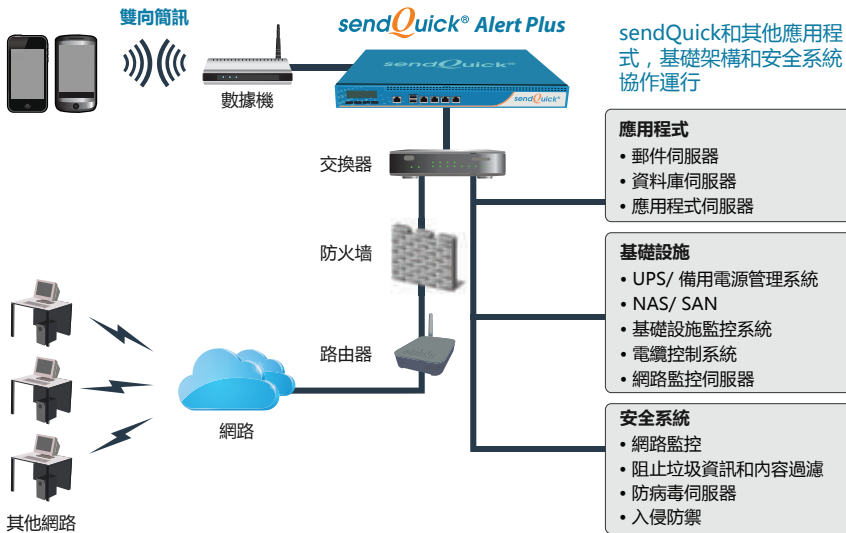 雙向簡訊
sendQuick® Alert Plus
sendQuick和其他應用程
式，基礎架構和安全系統
協作運行
sendQuick®
sendQuick®
數據機
交換器
防火墻
路由器
網路
其他網路
應用程式
• 郵件伺服器
• 資料庫伺服器
• 應用程式伺服器
基礎設施
• UPS/ 備用電源管理系統
• NAS/ SAN
• 基礎設施監控系統
• 電纜控制系統
• 網路監控伺服器
安全系統
• 網路監控
• 阻止垃圾資訊和內容過濾
• 防病毒伺服器
• 入侵防禦